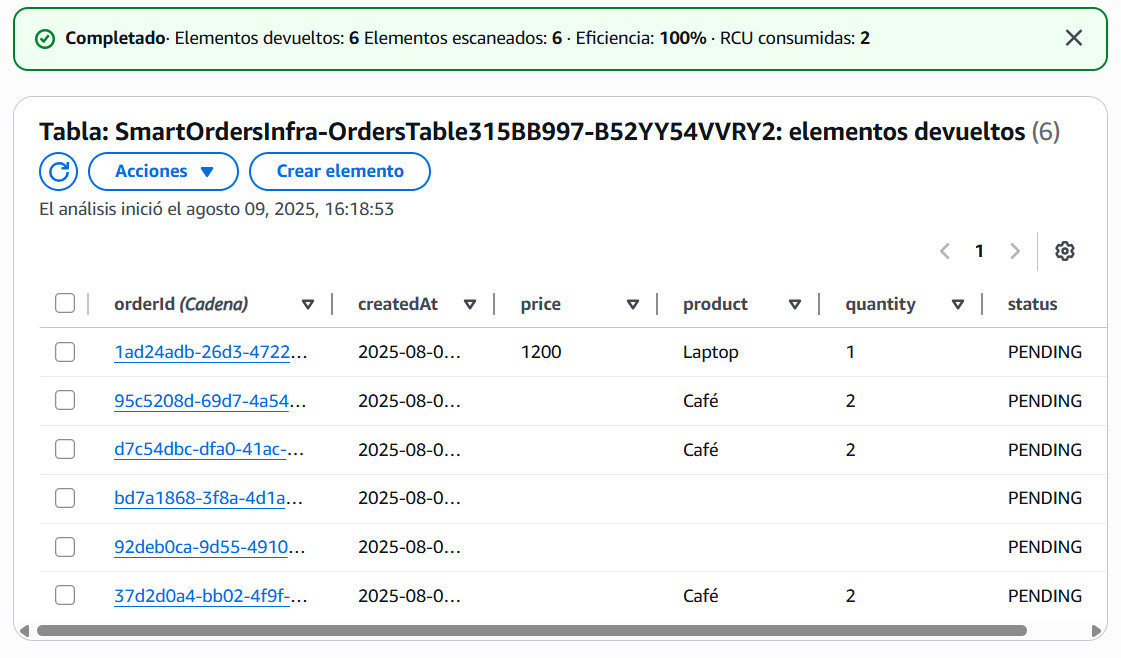 Completado· Elementos devueltos: 6 Elementos escaneados: 6 · Eficiencia: 100% · RCU consumidas: 2
Tabla: SmartOrdersInfra-OrdersTable315BB997-B52YY54VVRY2: elementos devueltos (6)
Acciones Crear elemento
El análisis inició el agosto 09, 2025, 16:18:53
1
orderId (Cadena) createdAt price product quantity status
1ad24adb-26d3-4722... 2025-08-0... 1200 Laptop 1 PENDING
95c5208d-69d7-4a54... 2025-08-0... Café 2 PENDING
d7c54dbc-dfa0-41ac-... 2025-08-0... Café 2 PENDING
bd7a1868-3f8a-4d1a... 2025-08-0... PENDING
92deb0ca-9d55-4910... 2025-08-0... PENDING
37d2d0a4-bb02-4f9f-... 2025-08-0... Café 2 PENDING